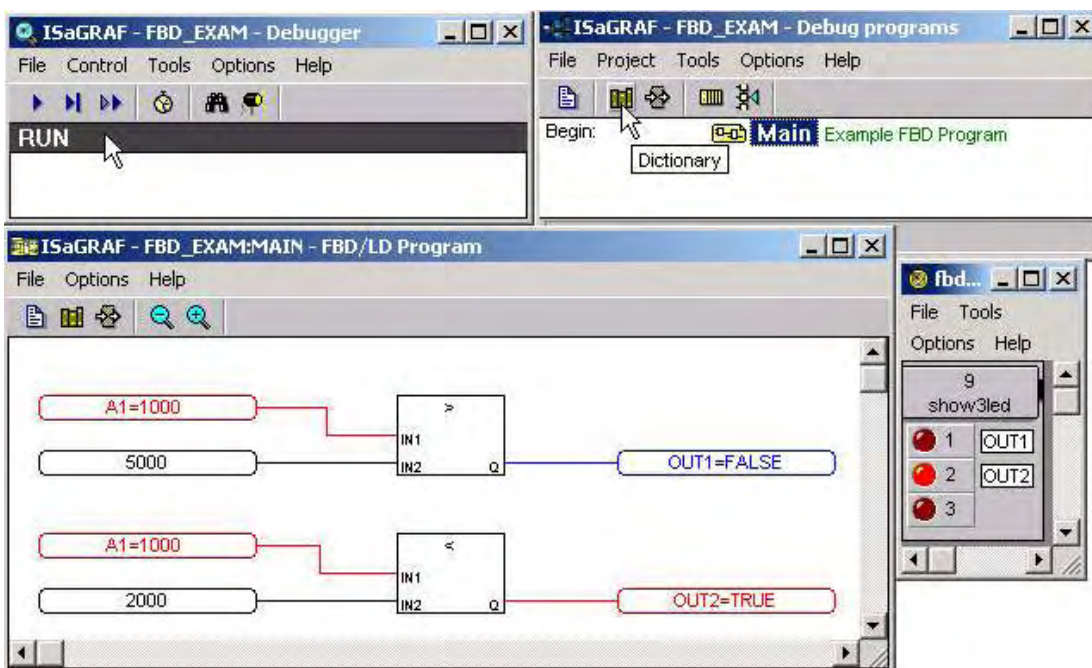 ISaGRAF - FBD_EXAM - Debugger
File Control Tools Options Help
RUN
ISaGRAF - FBD_EXAM - Debug programs
File Project Tools Options Help
Begin: Main Example FBD Program
Dictionary
ISaGRAF - FBD_EXAM:MAIN - FBD/LD Program
File Options Help
A1=1000
>
IN1
5000
IN2 Q
OUT1=FALSE
A1=1000
<
IN1
2000
IN2 Q
OUT2=TRUE
fbd...
File Tools
Options Help
9
show3led
1 OUT1
2 OUT2
3